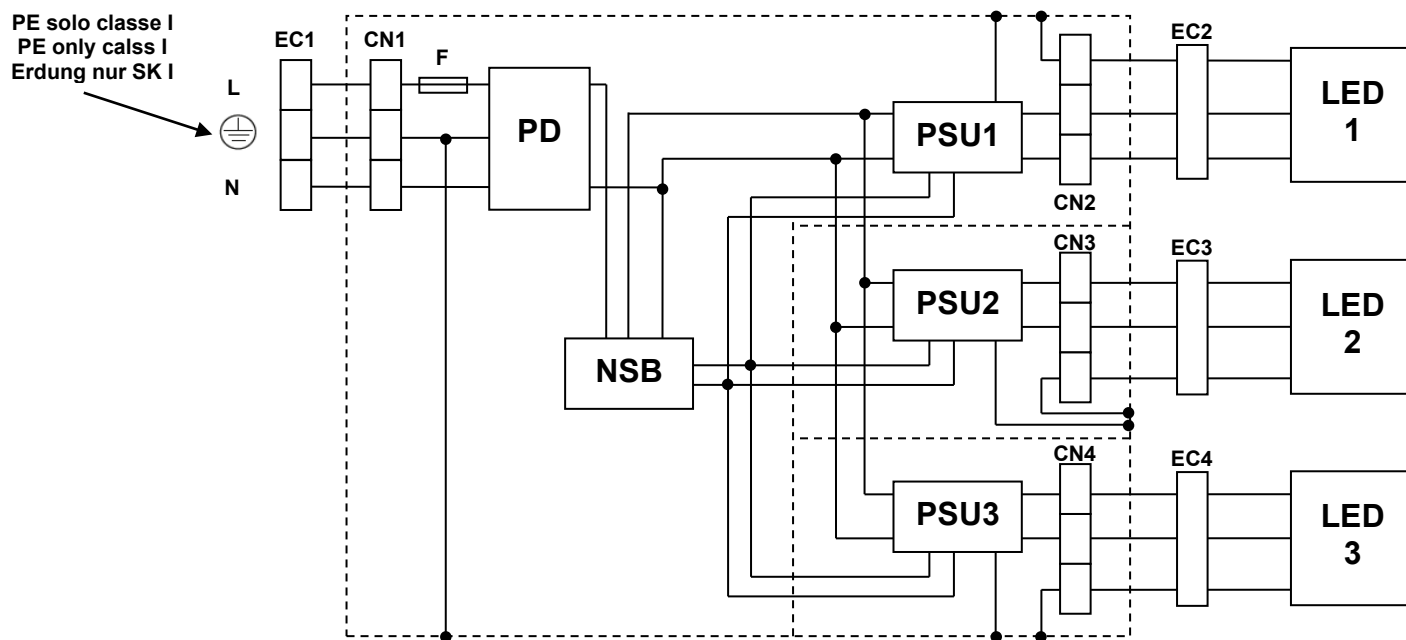 PE solo classe I
PE only calss I
Erdung nur SK I
EC1
CN1
F
L
N
PD
NSB
PSU1
CN2
EC2
LED
1
PSU2
CN3
EC3
LED
2
PSU3
CN4
EC4
LED
3